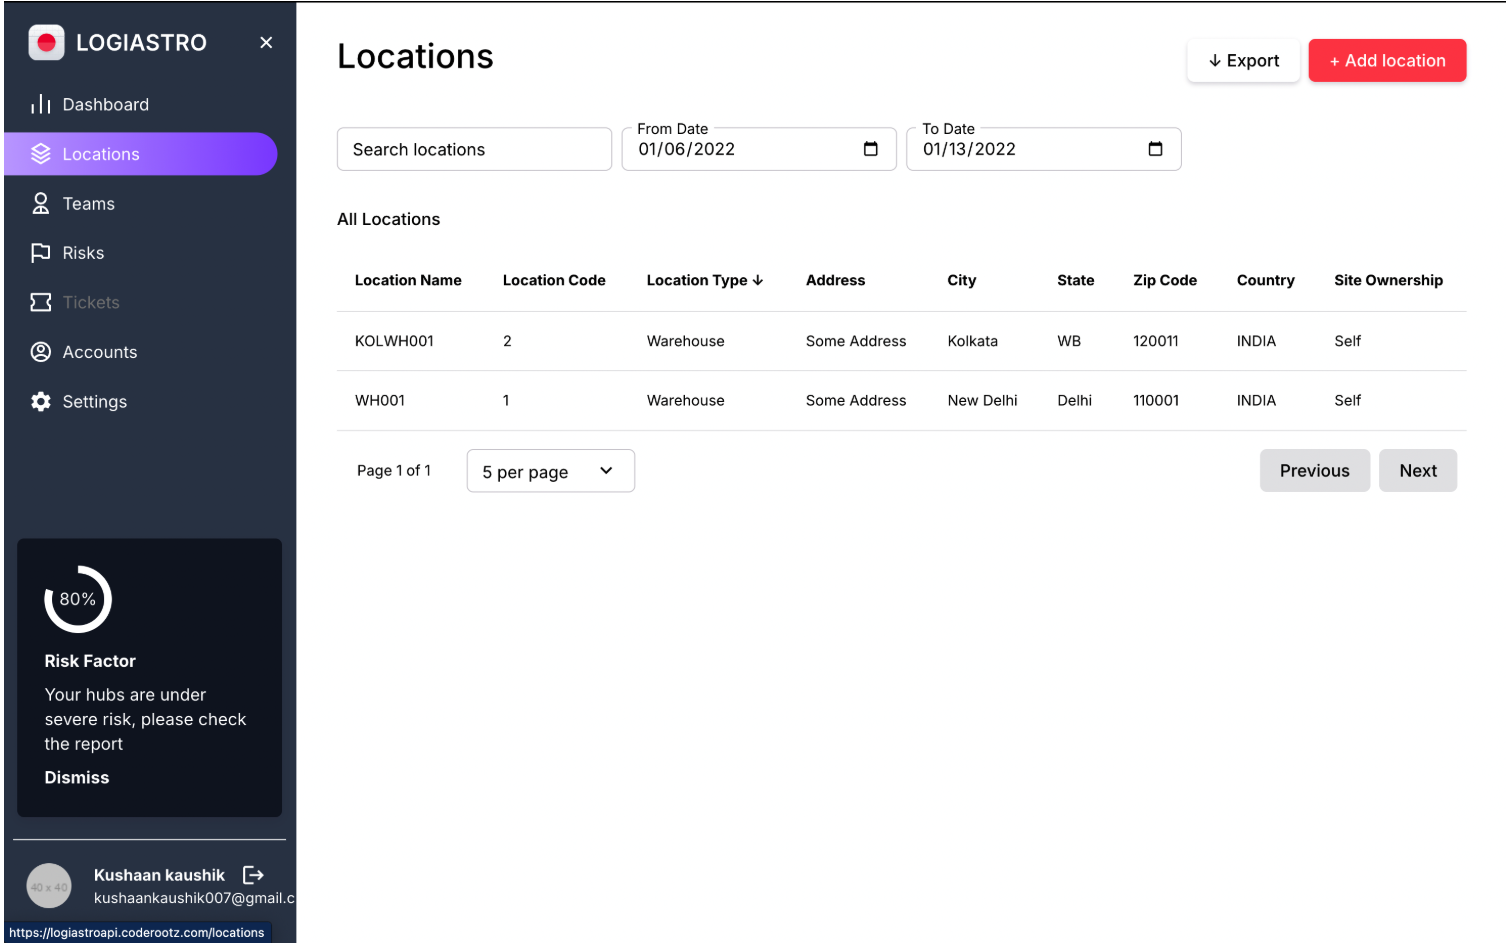 LOGIASTRO
Dashboard
Locations
Teams
Risks
Tickets
Accounts
Settings
80%
Risk Factor
Your hubs are under
severe risk, please check
the report
Dismiss
40 x 40
Kushaan kaushik
kushaankaushik007@gmail.c
https://logiastroapi.coderootz.com/locations
Locations
↓ Export
+ Add location
Search locations
From Date
01/06/2022
To Date
01/13/2022
All Locations
Location Name Location Code Location Type ↓ Address City State Zip Code Country Site Ownership
KOLWH001 2 Warehouse Some Address Kolkata WB 120011 INDIA Self
WH001 1 Warehouse Some Address New Delhi Delhi 110001 INDIA Self
Page 1 of 1 5 per page Previous Next